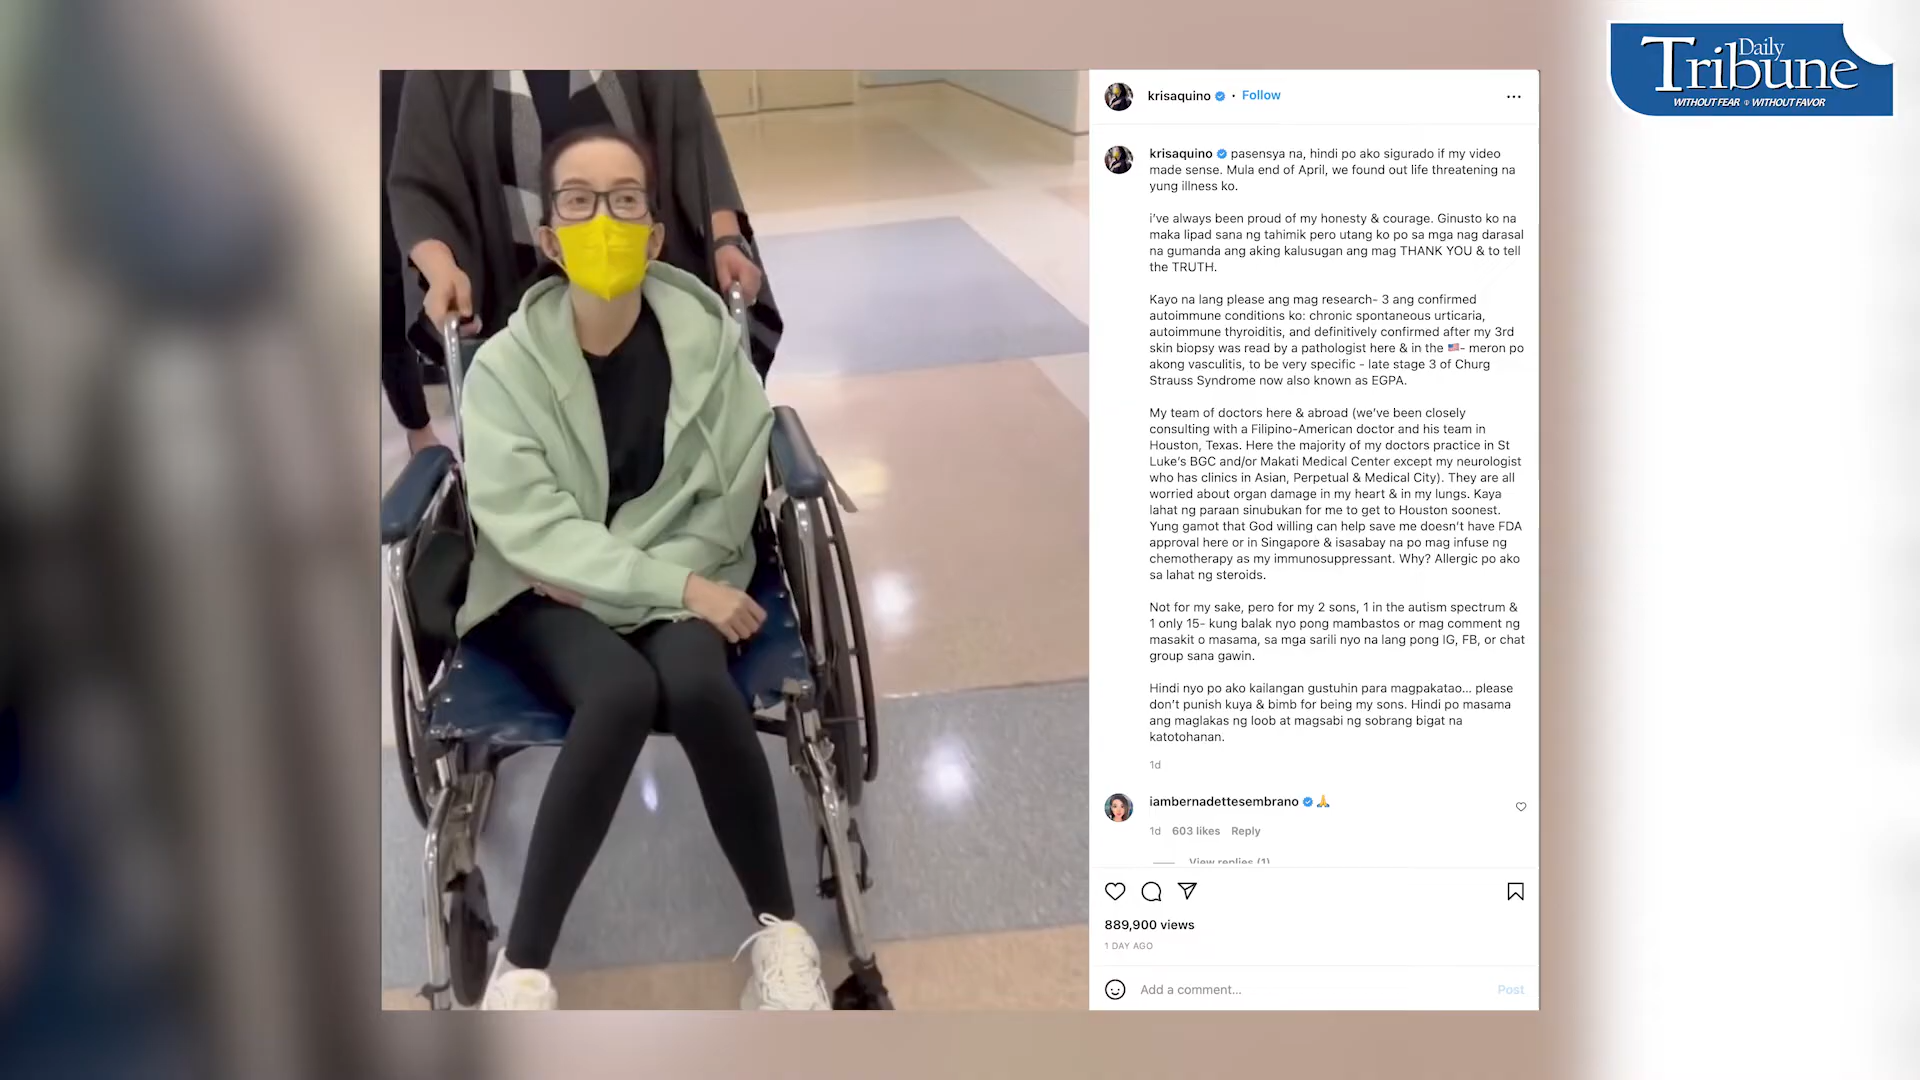 Daily
Tribune
WITHOUT FEAR WITHOUT FAVOR
krisaquino • Follow
krisaquino pasensya na, hindi po ako sigurado if my video
made sense. Mula end of April, we found out life threatening na
yung illness ko.
i've always been proud of my honesty & courage. Ginusto ko na
maka lipad sana ng tahimik pero utang ko po sa mga nag darasal
na gumanda ang aking kalusugan ang mag THANK YOU & to tell
the TRUTH.
Kayo na lang please ang mag research- 3 ang confirmed
autoimmune conditions ko: chronic spontaneous urticaria,
autoimmune thyroiditis, and definitively confirmed after my 3rd
skin biopsy was read by a pathologist here & in the 🇺🇸- meron po
akong vasculitis, to be very specific - late stage 3 of Churg
Strauss Syndrome now also known as EGPA.
My team of doctors here & abroad (we've been closely
consulting with a Filipino-American doctor and his team in
Houston, Texas. Here the majority of my doctors practice in St
Luke's BGC and/or Makati Medical Center except my neurologist
who has clinics in Asian, Perpetual & Medical City). They are all
worried about organ damage in my heart & in my lungs. Kaya
lahat ng paraan sinubukan for me to get to Houston soonest.
Yung gamot that God willing can help save me doesn't have FDA
approval here or in Singapore & isasabay na po mag infuse ng
chemotherapy as my immunosuppressant. Why? Allergic po ako
sa lahat ng steroids.
Not for my sake, pero for my 2 sons, 1 in the autism spectrum &
1 only 15- kung balak nyo pong mambastos or mag comment ng
masakit o masama, sa mga sarili nyo na lang pong IG, FB, or chat
group sana gawin.
Hindi nyo po ako kailangan gustuhin para magpakatao... please
don't punish kuya & bimb for being my sons. Hindi po masama
ang maglakas ng loob at magsabi ng sobrang bigat na
katotohanan.
1d
iambernadettesembrano 🙏
1d 603 likes Reply
View replies (1)
889,900 views
1 DAY AGO
Add a comment...
Post